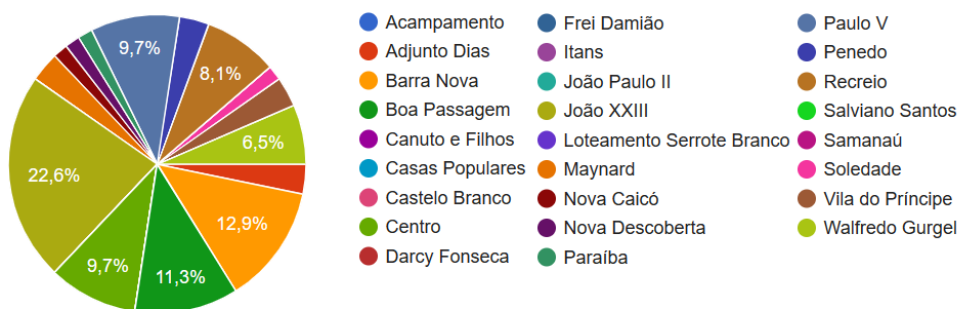 9,7%
8,1%
6,5%
12,9%
11,3%
9,7%
22,6%
Acampamento
Adjunto Dias
Barra Nova
Boa Passagem
Canuto e Filhos
Casas Populares
Castelo Branco
Centro
Darcy Fonseca
Frei Damião
Itans
João Paulo II
João XXIII
Loteamento Serrote Branco
Maynard
Nova Caicó
Nova Descoberta
Paraíba
Paulo V
Penedo
Recreio
Salviano Santos
Samanaú
Soledade
Vila do Príncipe
Walfredo Gurgel